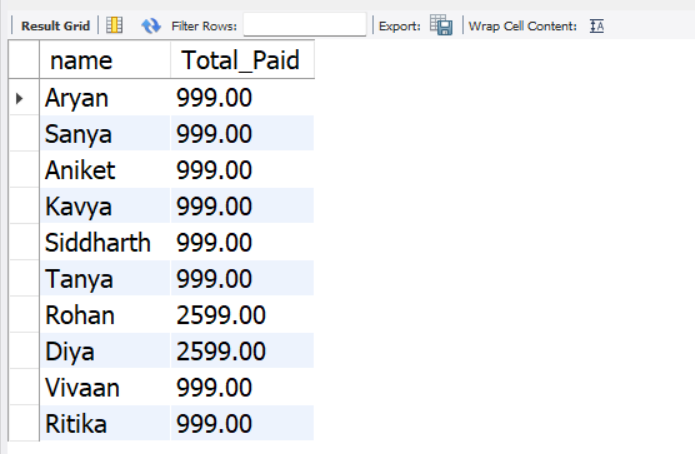 Result Grid Filter Rows: Export: Wrap Cell Content: IA
name Total_Paid
Aryan 999.00
Sanya 999.00
Aniket 999.00
Kavya 999.00
Siddharth 999.00
Tanya 999.00
Rohan 2599.00
Diya 2599.00
Vivaan 999.00
Ritika 999.00